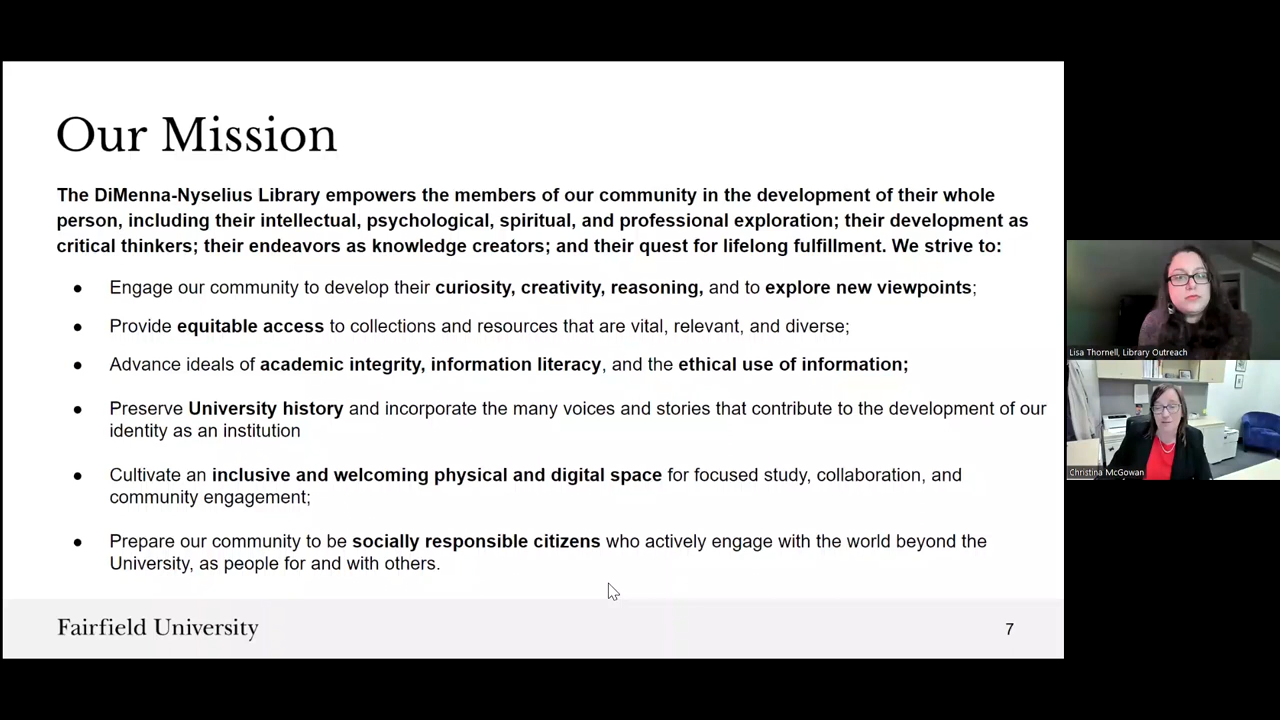 Our Mission
The DiMenna-Nyselius Library empowers the members of our community in the development of their whole
person, including their intellectual, psychological, spiritual, and professional exploration; their development as
critical thinkers; their endeavors as knowledge creators; and their quest for lifelong fulfillment. We strive to:
● Engage our community to develop their curiosity, creativity, reasoning, and to explore new viewpoints;
● Provide equitable access to collections and resources that are vital, relevant, and diverse;
● Advance ideals of academic integrity, information literacy, and the ethical use of information;
● Preserve University history and incorporate the many voices and stories that contribute to the development of our
identity as an institution
● Cultivate an inclusive and welcoming physical and digital space for focused study, collaboration, and
community engagement;
● Prepare our community to be socially responsible citizens who actively engage with the world beyond the
University, as people for and with others.
Fairfield University
7
Lisa Thornell, Library Outreach
Christina McGowan